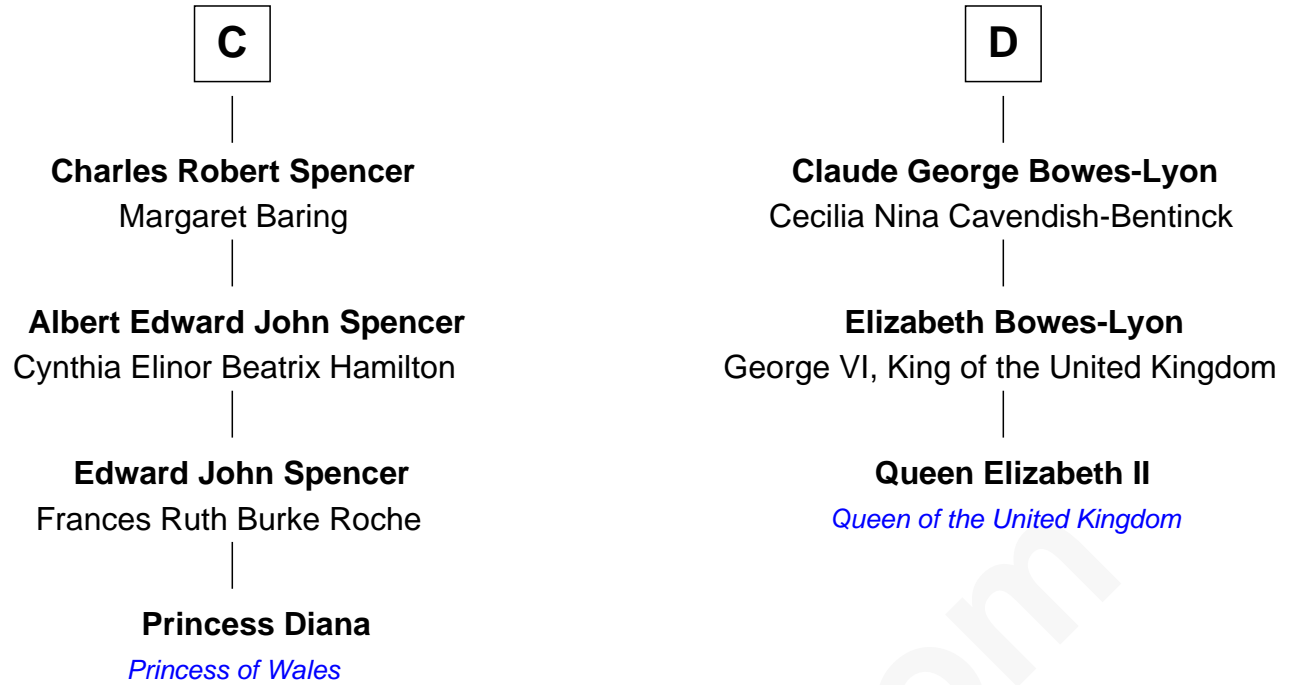 C
Charles Robert Spencer
Margaret Baring
Albert Edward John Spencer
Cynthia Elinor Beatrix Hamilton
Edward John Spencer
Frances Ruth Burke Roche
Princess Diana
Princess of Wales
D
Claude George Bowes-Lyon
Cecilia Nina Cavendish-Bentinck
Elizabeth Bowes-Lyon
George VI, King of the United Kingdom
Queen Elizabeth II
Queen of the United Kingdom
om